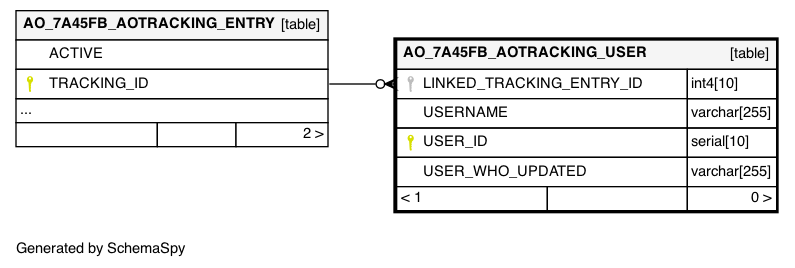 AO_7A45FB_AOTRACKING_ENTRY [table]
ACTIVE
TRACKING_ID
...
2 >
AO_7A45FB_AOTRACKING_USER [table]
LINKED_TRACKING_ENTRY_ID int4[10]
USERNAME varchar[255]
USER_ID serial[10]
USER_WHO_UPDATED varchar[255]
< 1 0 >
Generated by SchemaSpy